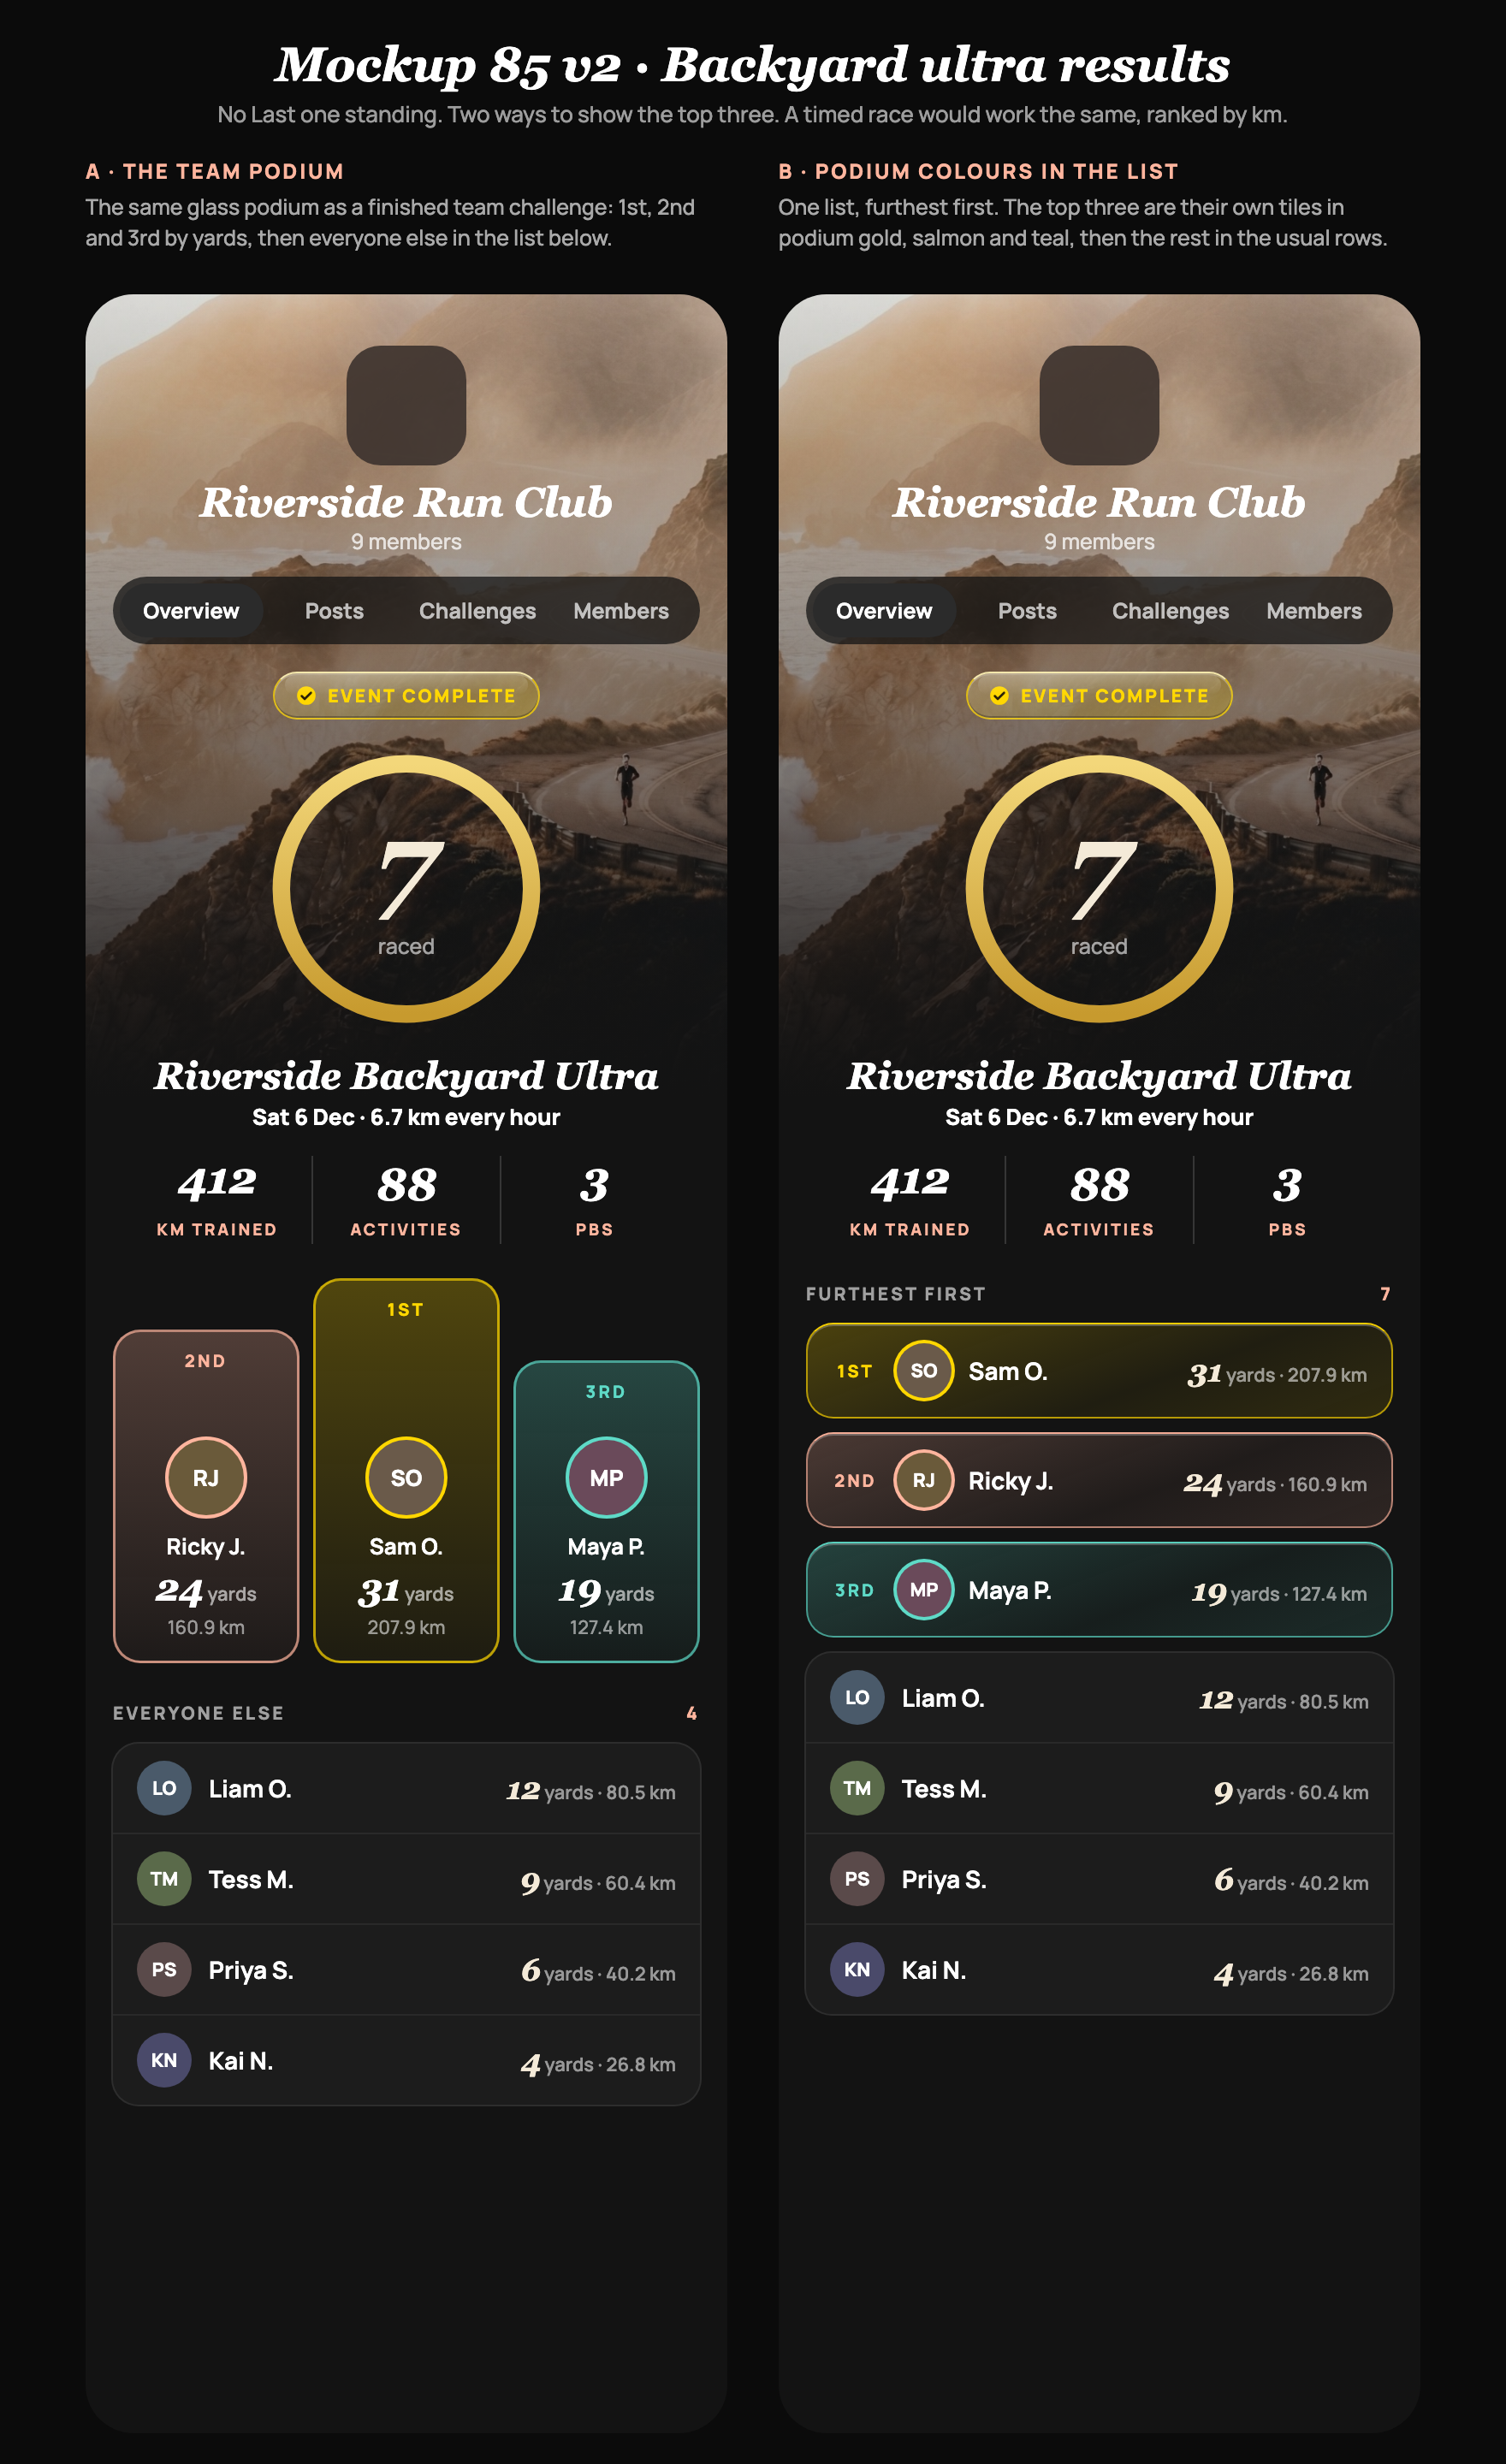 Mockup 85 v2 · Backyard ultra results
No Last one standing. Two ways to show the top three. A timed race would work the same, ranked by km.
A · THE TEAM PODIUM
The same glass podium as a finished team challenge: 1st, 2nd
and 3rd by yards, then everyone else in the list below.
Riverside Run Club
9 members
Overview Posts Challenges Members
EVENT COMPLETE
7
raced
Riverside Backyard Ultra
Sat 6 Dec · 6.7 km every hour
412 88 3
KM TRAINED ACTIVITIES PBS
2ND
RJ
Ricky J.
24 yards
160.9 km
1ST
SO
Sam O.
31 yards
207.9 km
3RD
MP
Maya P.
19 yards
127.4 km
EVERYONE ELSE 4
LO Liam O. 12 yards · 80.5 km
TM Tess M. 9 yards · 60.4 km
PS Priya S. 6 yards · 40.2 km
KN Kai N. 4 yards · 26.8 km
B · PODIUM COLOURS IN THE LIST
One list, furthest first. The top three are their own tiles in
podium gold, salmon and teal, then the rest in the usual rows.
Riverside Run Club
9 members
Overview Posts Challenges Members
EVENT COMPLETE
7
raced
Riverside Backyard Ultra
Sat 6 Dec · 6.7 km every hour
412 88 3
KM TRAINED ACTIVITIES PBS
FURTHEST FIRST 7
1ST SO Sam O. 31 yards · 207.9 km
2ND RJ Ricky J. 24 yards · 160.9 km
3RD MP Maya P. 19 yards · 127.4 km
LO Liam O. 12 yards · 80.5 km
TM Tess M. 9 yards · 60.4 km
PS Priya S. 6 yards · 40.2 km
KN Kai N. 4 yards · 26.8 km